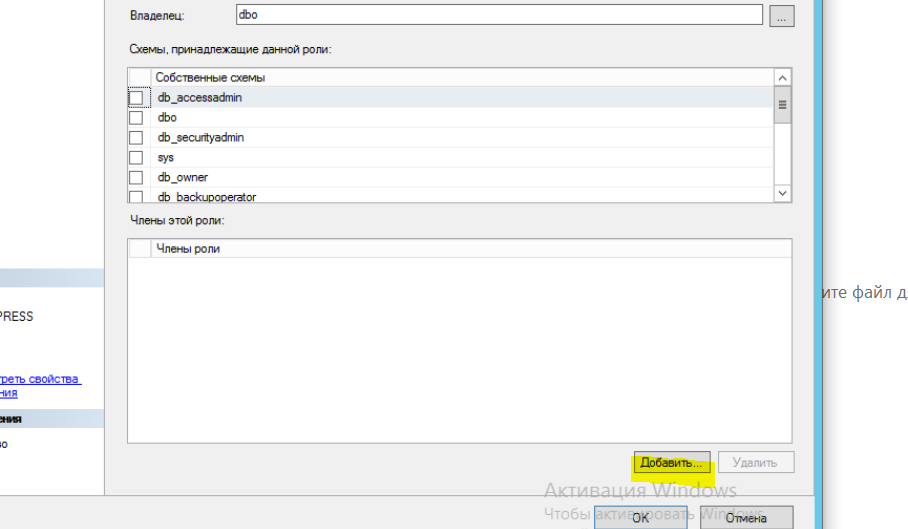 Владелец:
dbo
...
Схемы, принадлежащие данной роли:
Собственные схемы
db_accessadmin
dbo
db_securityadmin
sys
db_owner
db_backupoperator
Члены этой роли:
Члены роли
ите файл д
PRESS
треть свойства
ния
ения
во
Добавить...
Удалить
Активация Windows
Чтобы активировать Windows
OK
Отмена